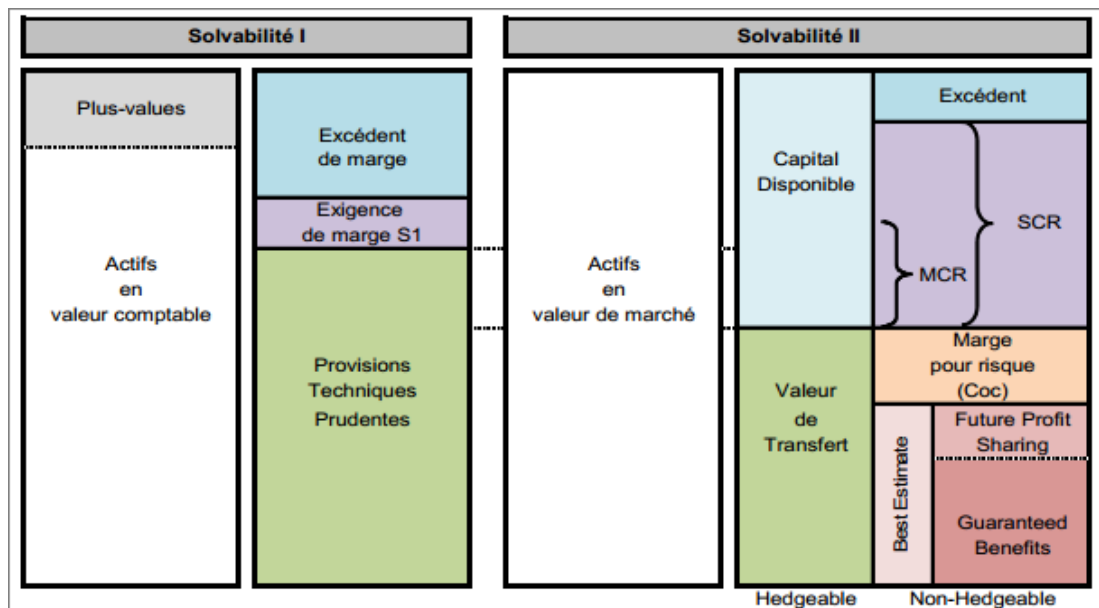 Solvabilité I
Solvabilité II
Plus-values
Actifs
en
valeur comptable
Excédent
de marge
Exigence
de marge S1
Provisions
Techniques
Prudentes
Actifs
en
valeur de marché
Capital
Disponible
Valeur
de
Transfert
Excédent
SCR
MCR
Marge
pour risque
(Coc)
Best Estimate
Future Profit
Sharing
Guaranteed
Benefits
Hedgeable
Non-Hedgeable